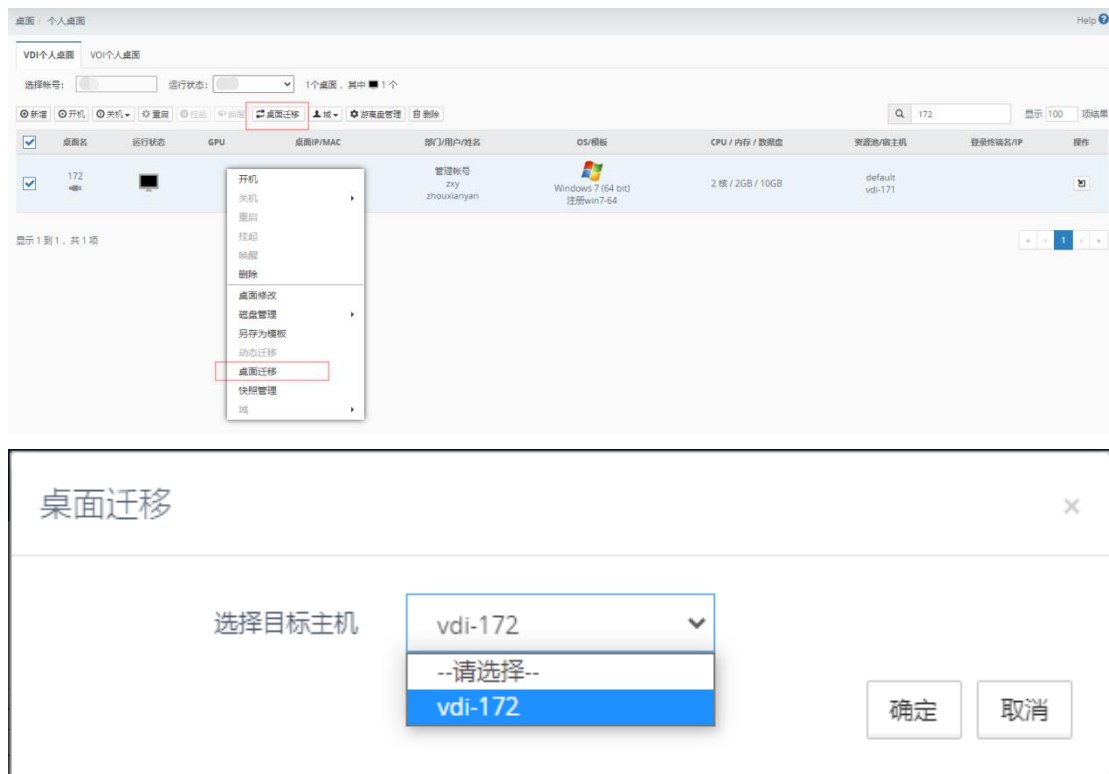 桌面 / 个人桌面 Help
VDI个人桌面 VOI个人桌面
选择帐号: 运行状态: 1个桌面，其中 1 个
新增 开机 关机 重启 挂起 唤醒 桌面迁移 域 游离盘管理 删除 172 显示 100 项结果
桌面名 运行状态 GPU 桌面IP/MAC 部门/用户/姓名 OS/模板 CPU / 内存 / 数据盘 资源池/宿主机 登录终端名/IP 操作
172
管理帐号
zxy
zhouxianyan
Windows 7 (64 bit)
注册win7-64
2 核 / 2GB / 10GB
default
vdi-171
开机
关机
重启
挂起
唤醒
删除
桌面修改
磁盘管理
另存为模板
动态迁移
桌面迁移
快照管理
域
显示 1 到 1，共 1 项 « ‹ 1 › »
桌面迁移 ×
选择目标主机 vdi-172
--请选择--
vdi-172
确定 取消